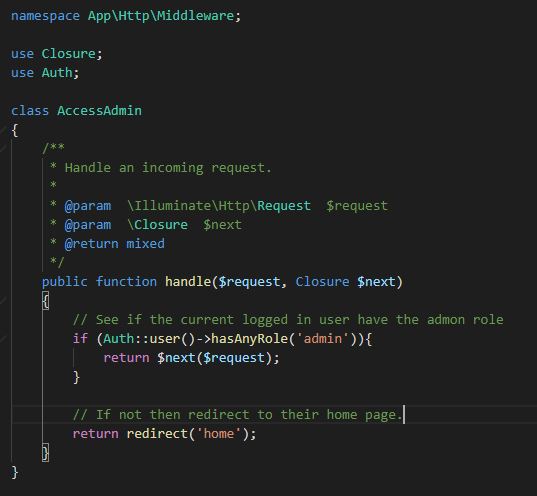 namespace App\Http\Middleware;
use Closure;
use Auth;
class AccessAdmin
{
/**
* Handle an incoming request.
*
* @param  \Illuminate\Http\Request  $request
* @param  \Closure  $next
* @return mixed
*/
public function handle($request, Closure $next)
{
// See if the current logged in user have the admon role
if (Auth::user()->hasAnyRole('admin')){
return $next($request);
}
// If not then redirect to their home page.
return redirect('home');
}
}